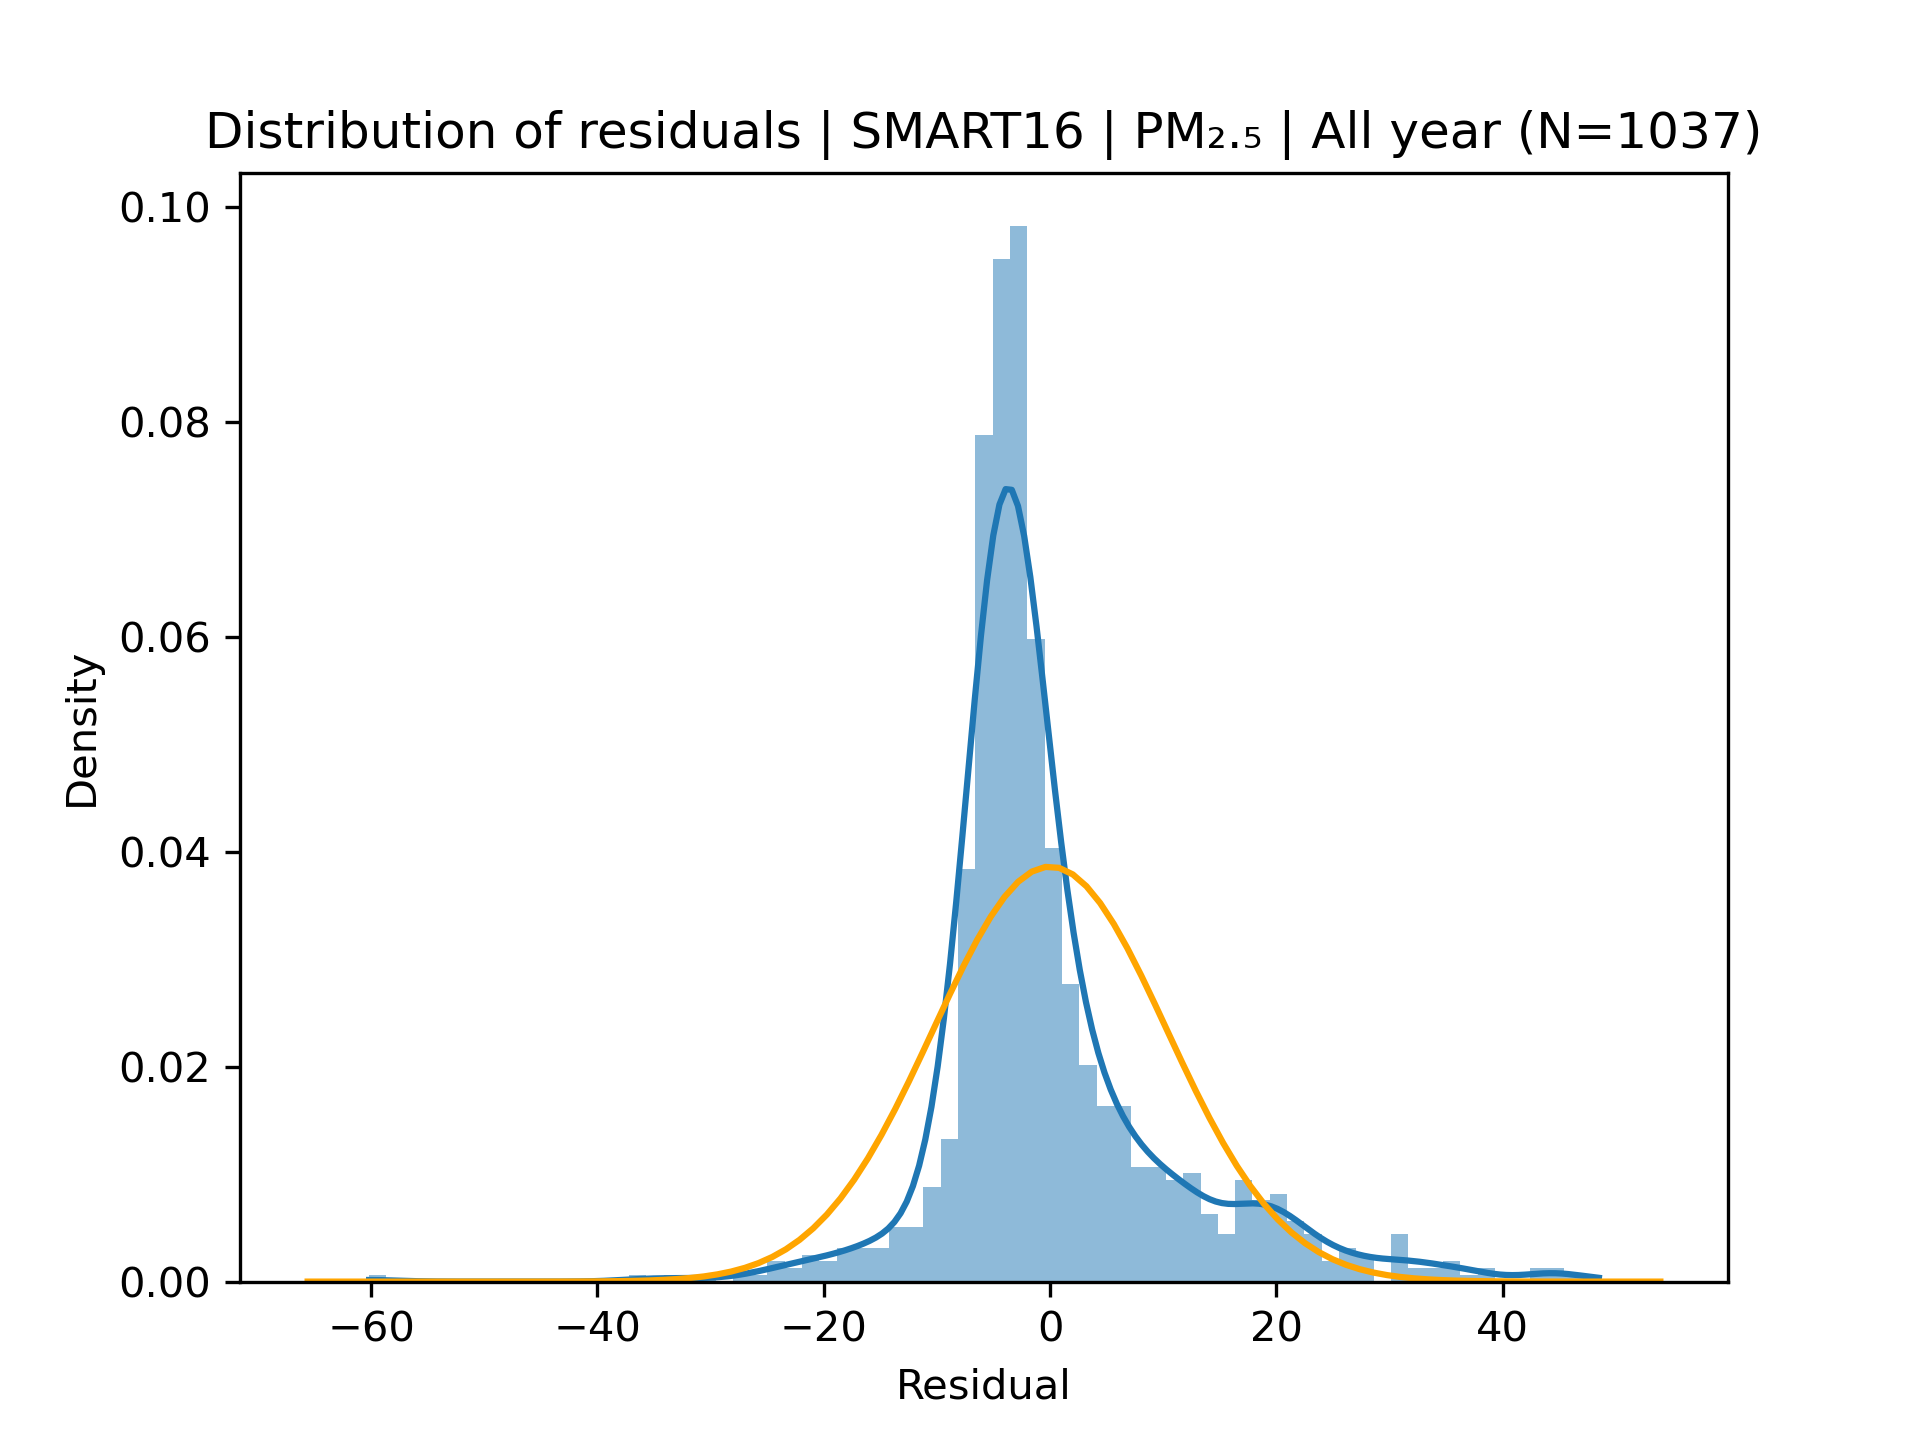 Distribution of residuals | SMART16 | PM₂.₅ | All year (N=1037)
0.10
0.08
0.06
0.04
0.02
0.00
Density
−60 −40 −20 0 20 40
Residual